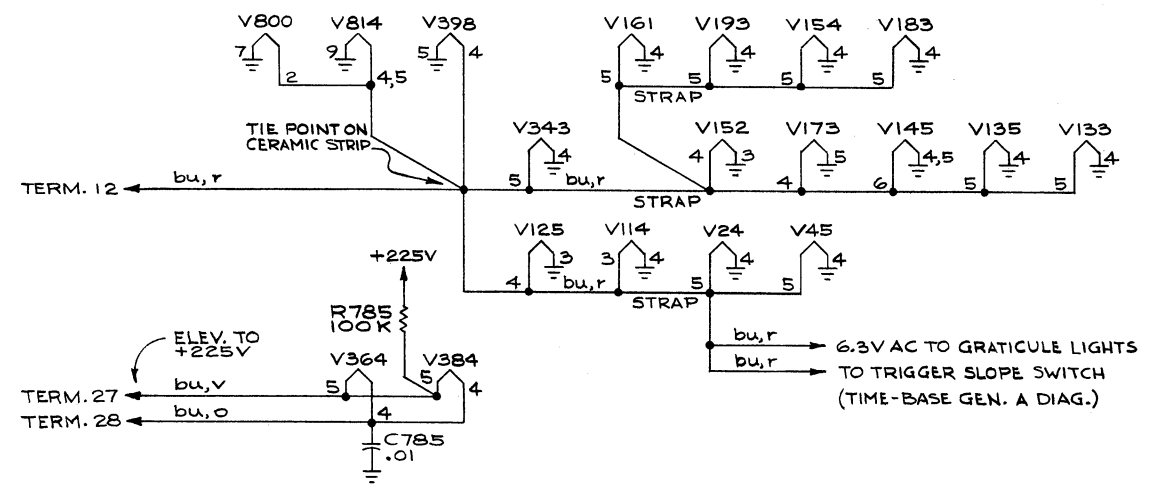 V800 V814 V398 V161 V193 V154 V183
7 9 5 4 4 4 4 4
2 4,5 5 5 5 5
STRAP
TIE POINT ON
CERAMIC STRIP
V343 V152 V173 V145 V135 V133
4 4 3 5 4,5 4 4
TERM. 12 bu,r 5 bu,r 4 6 5 5
STRAP
V125 V114 V24 V45
3 3 4 4 4
4 bu,r 5 5
STRAP
+225V
R785
100K
ELEV. TO
+225V
bu,r 6.3V AC TO GRATICULE LIGHTS
V364 V384
bu,r TO TRIGGER SLOPE SWITCH
(TIME-BASE GEN. A DIAG.)
TERM. 27 bu,v 5 5 4
TERM. 28 bu,o 4
C785
.01